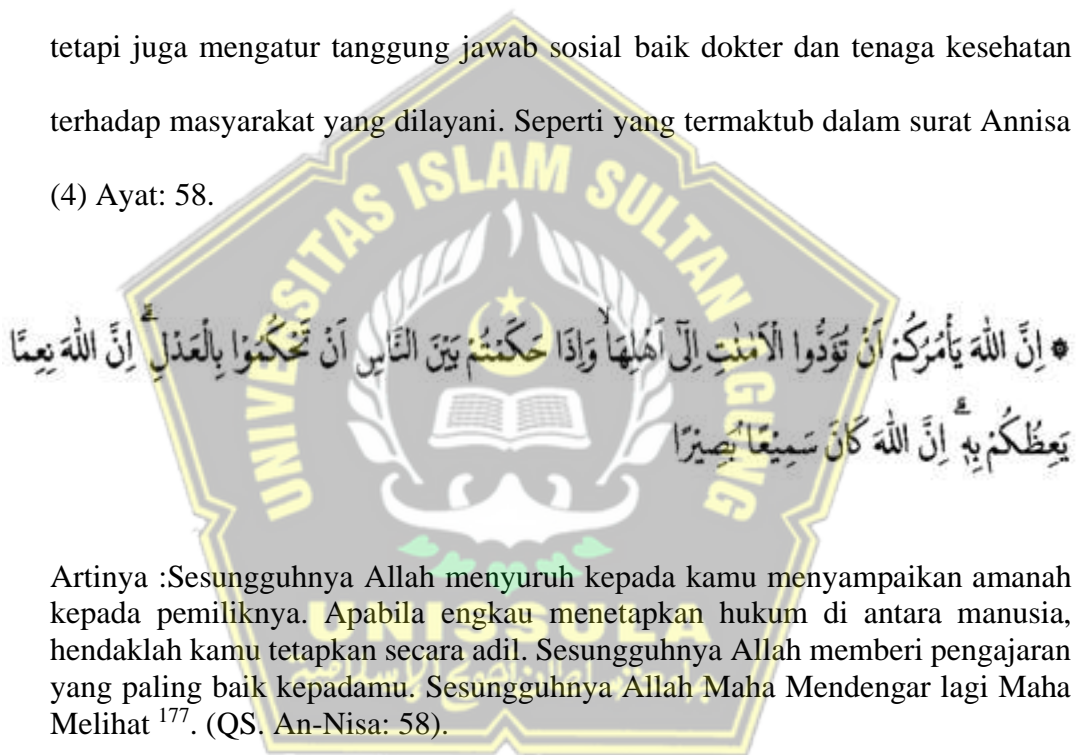 tetapi juga mengatur tanggung jawab sosial baik dokter dan tenaga kesehatan
terhadap masyarakat yang dilayani. Seperti yang termaktub dalam surat Annisa
(4) Ayat: 58.
UNIVERSITAS ISLAM SULTAN AGUNG
۞ اِنَّ اللّٰهَ يَأْمُرُكُمْ اَنْ تُؤَدُّوا الْاَمٰنٰتِ اِلٰٓى اَهْلِهَاۙ وَاِذَا حَكَمْتُمْ بَيْنَ النَّاسِ اَنْ تَحْكُمُوْا بِالْعَدْلِۗ اِنَّ اللّٰهَ نِعِمَّا
يَعِظُكُمْ بِهٖۗ اِنَّ اللّٰهَ كَانَ سَمِيْعًاۢ بَصِيْرًا
Artinya :Sesungguhnya Allah menyuruh kepada kamu menyampaikan amanah
kepada pemiliknya. Apabila engkau menetapkan hukum di antara manusia,
hendaklah kamu tetapkan secara adil. Sesungguhnya Allah memberi pengajaran
yang paling baik kepadamu. Sesungguhnya Allah Maha Mendengar lagi Maha
Melihat 177. (QS. An-Nisa: 58).
UNISSULA